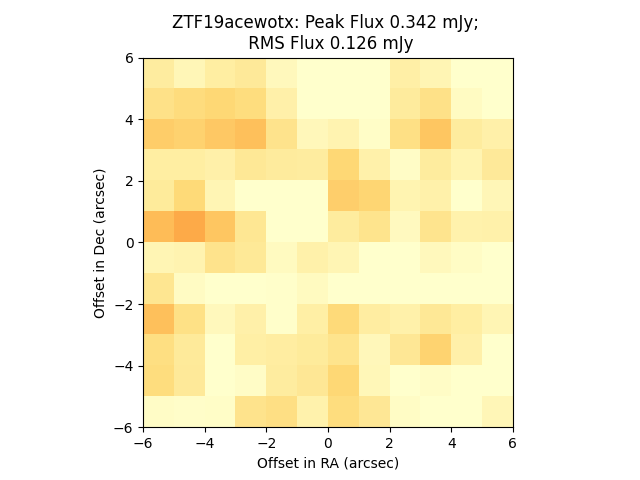 ZTF19acewotx: Peak Flux 0.342 mJy;
RMS Flux 0.126 mJy
6
4
2
0
−2
−4
−6
Offset in Dec (arcsec)
−6 −4 −2 0 2 4 6
Offset in RA (arcsec)